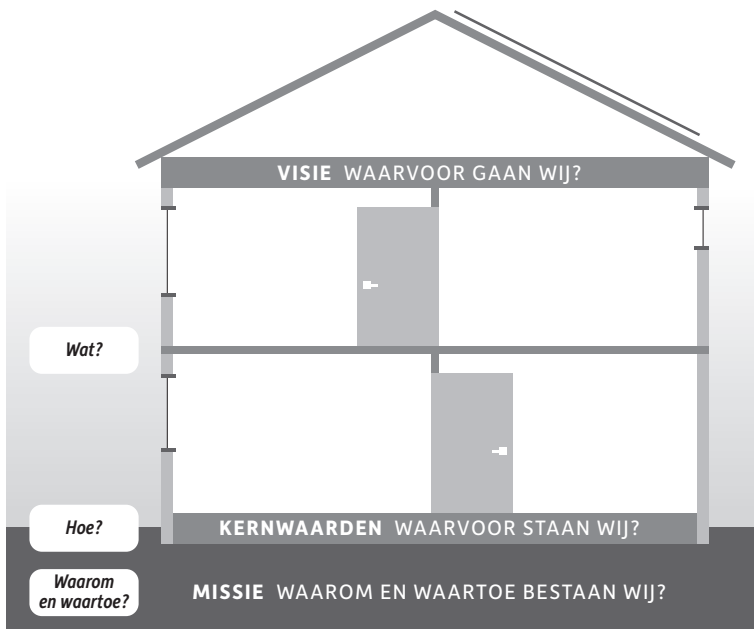 VISIE WAARVOOR GAAN WIJ?
Wat?
Hoe?
KERNWAARDEN WAARVOOR STAAN WIJ?
Waarom
en waartoe?
MISSIE WAAROM EN WAARTOE BESTAAN WIJ?